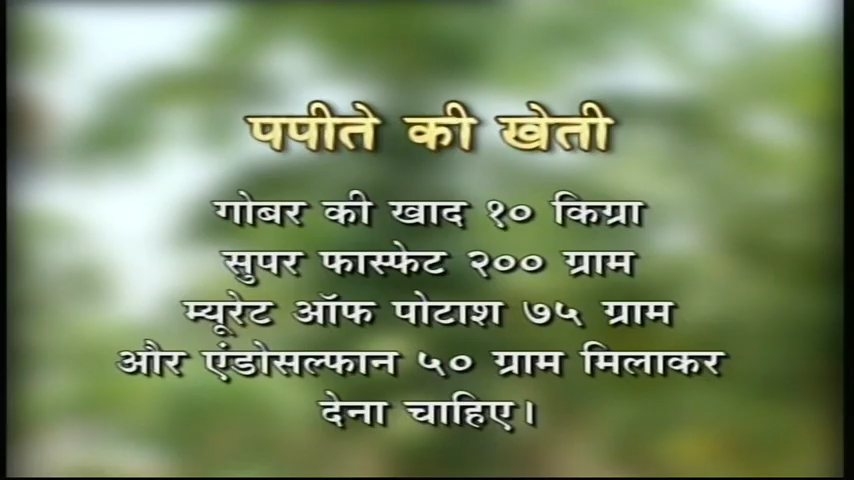 पपीते की खेती
गोबर की खाद १० किग्रा
सुपर फास्फेट २०० ग्राम
म्यूरेट ऑफ पोटाश ७५ ग्राम
और एंडोसल्फान ५० ग्राम मिलाकर
देना चाहिए।